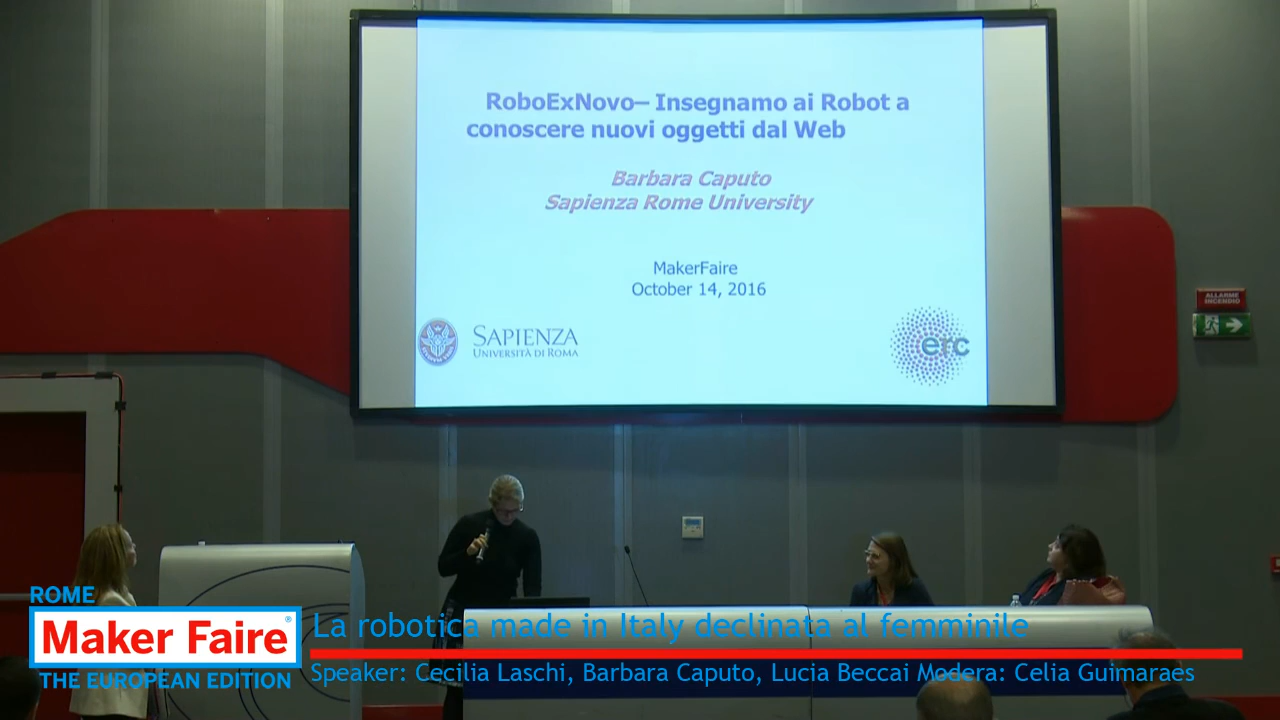 RoboExNovo– Insegnamo ai Robot a
conoscere nuovi oggetti dal Web
Barbara Caputo
Sapienza Rome University
MakerFaire
October 14, 2016
SAPIENZA
UNIVERSITÀ DI ROMA
erc
ALLARME
INCENDIO
ROME
Maker Faire®
THE EUROPEAN EDITION
La robotica made in Italy declinata al femminile
Speaker: Cecilia Laschi, Barbara Caputo, Lucia Beccai Modera: Celia Guimaraes